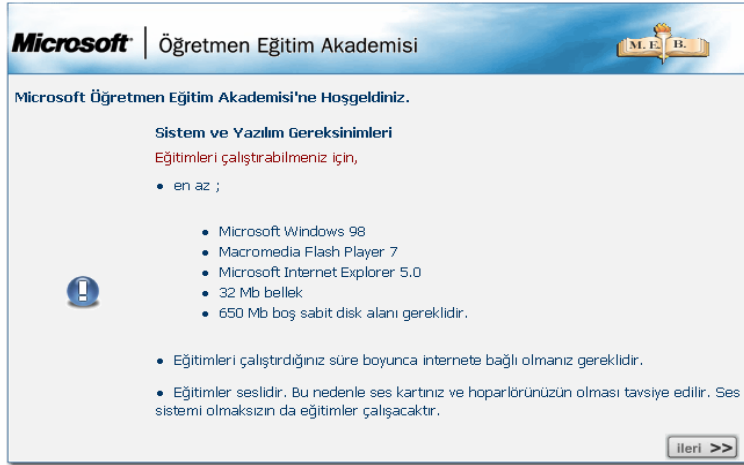 Microsoft Öğretmen Eğitim Akademisi
M. E. B.
Microsoft Öğretmen Eğitim Akademisi'ne Hoşgeldiniz.
Sistem ve Yazılım Gereksinimleri
Eğitimleri çalıştırabilmeniz için,
• en az ;
• Microsoft Windows 98
• Macromedia Flash Player 7
• Microsoft Internet Explorer 5.0
• 32 Mb bellek
• 650 Mb boş sabit disk alanı gereklidir.
• Eğitimleri çalıştırdığınız süre boyunca internete bağlı olmanız gereklidir.
• Eğitimler seslidir. Bu nedenle ses kartınız ve hoparlörünüzün olması tavsiye edilir. Ses
sistemi olmaksızın da eğitimler çalışacaktır.
ileri >>